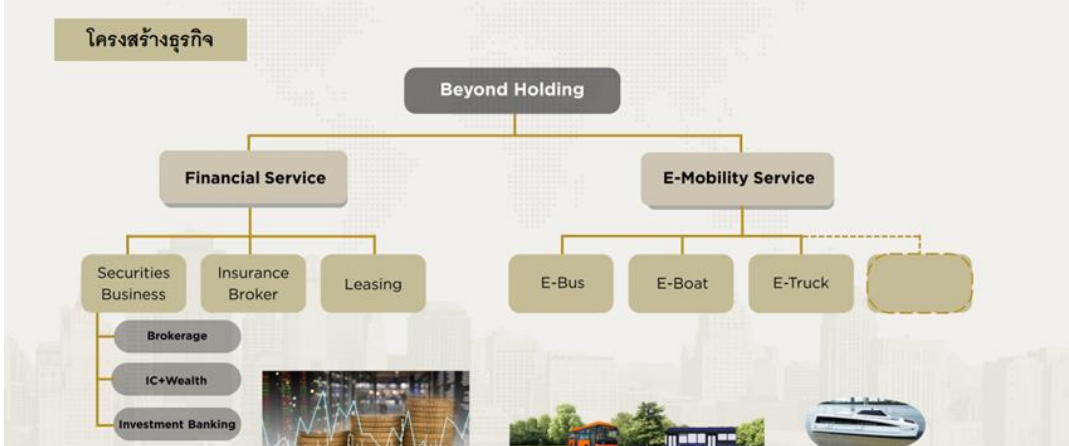 โครงสร้างธุรกิจ
Beyond Holding
Financial Service
E-Mobility Service
Securities
Business
Insurance
Broker
Leasing
E-Bus
E-Boat
E-Truck
Brokerage
IC+Wealth
Investment Banking